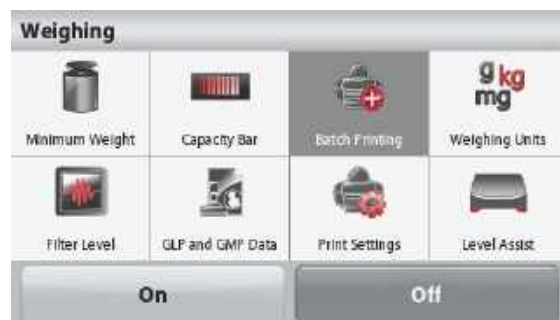 Weighing
g kg
mg
Minimum Weight Capacity Bar Batch Printing Weighing Units
Filter Level GLP and GMP Data Print Settings Level Assist
On Off